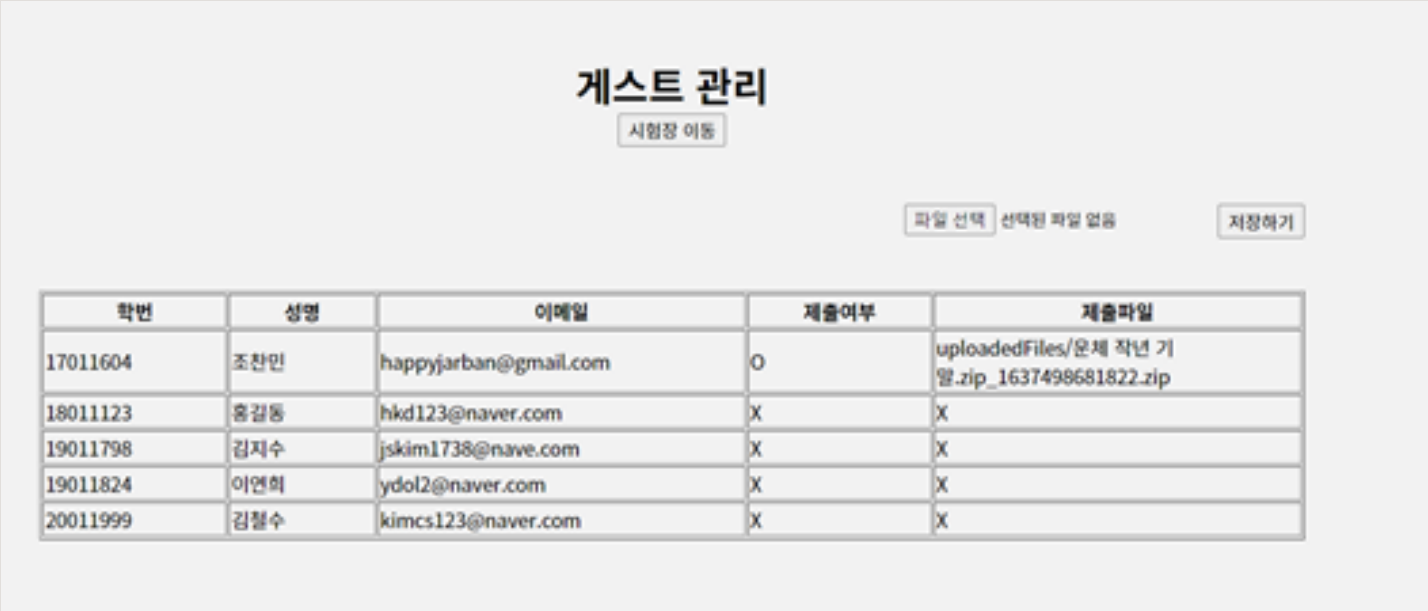 게스트 관리
시험장 이동
파일 선택 선택된 파일 없음 저장하기
학번 성명 이메일 제출여부 제출파일
17011604 조찬민 happyjarban@gmail.com O uploadedFiles/운체 작년 기
말.zip_1637498681822.zip
18011123 홍길동 hkd123@naver.com X X
19011798 김지수 jskim1738@nave.com X X
19011824 이연희 ydol2@naver.com X X
20011999 김철수 kimcs123@naver.com X X